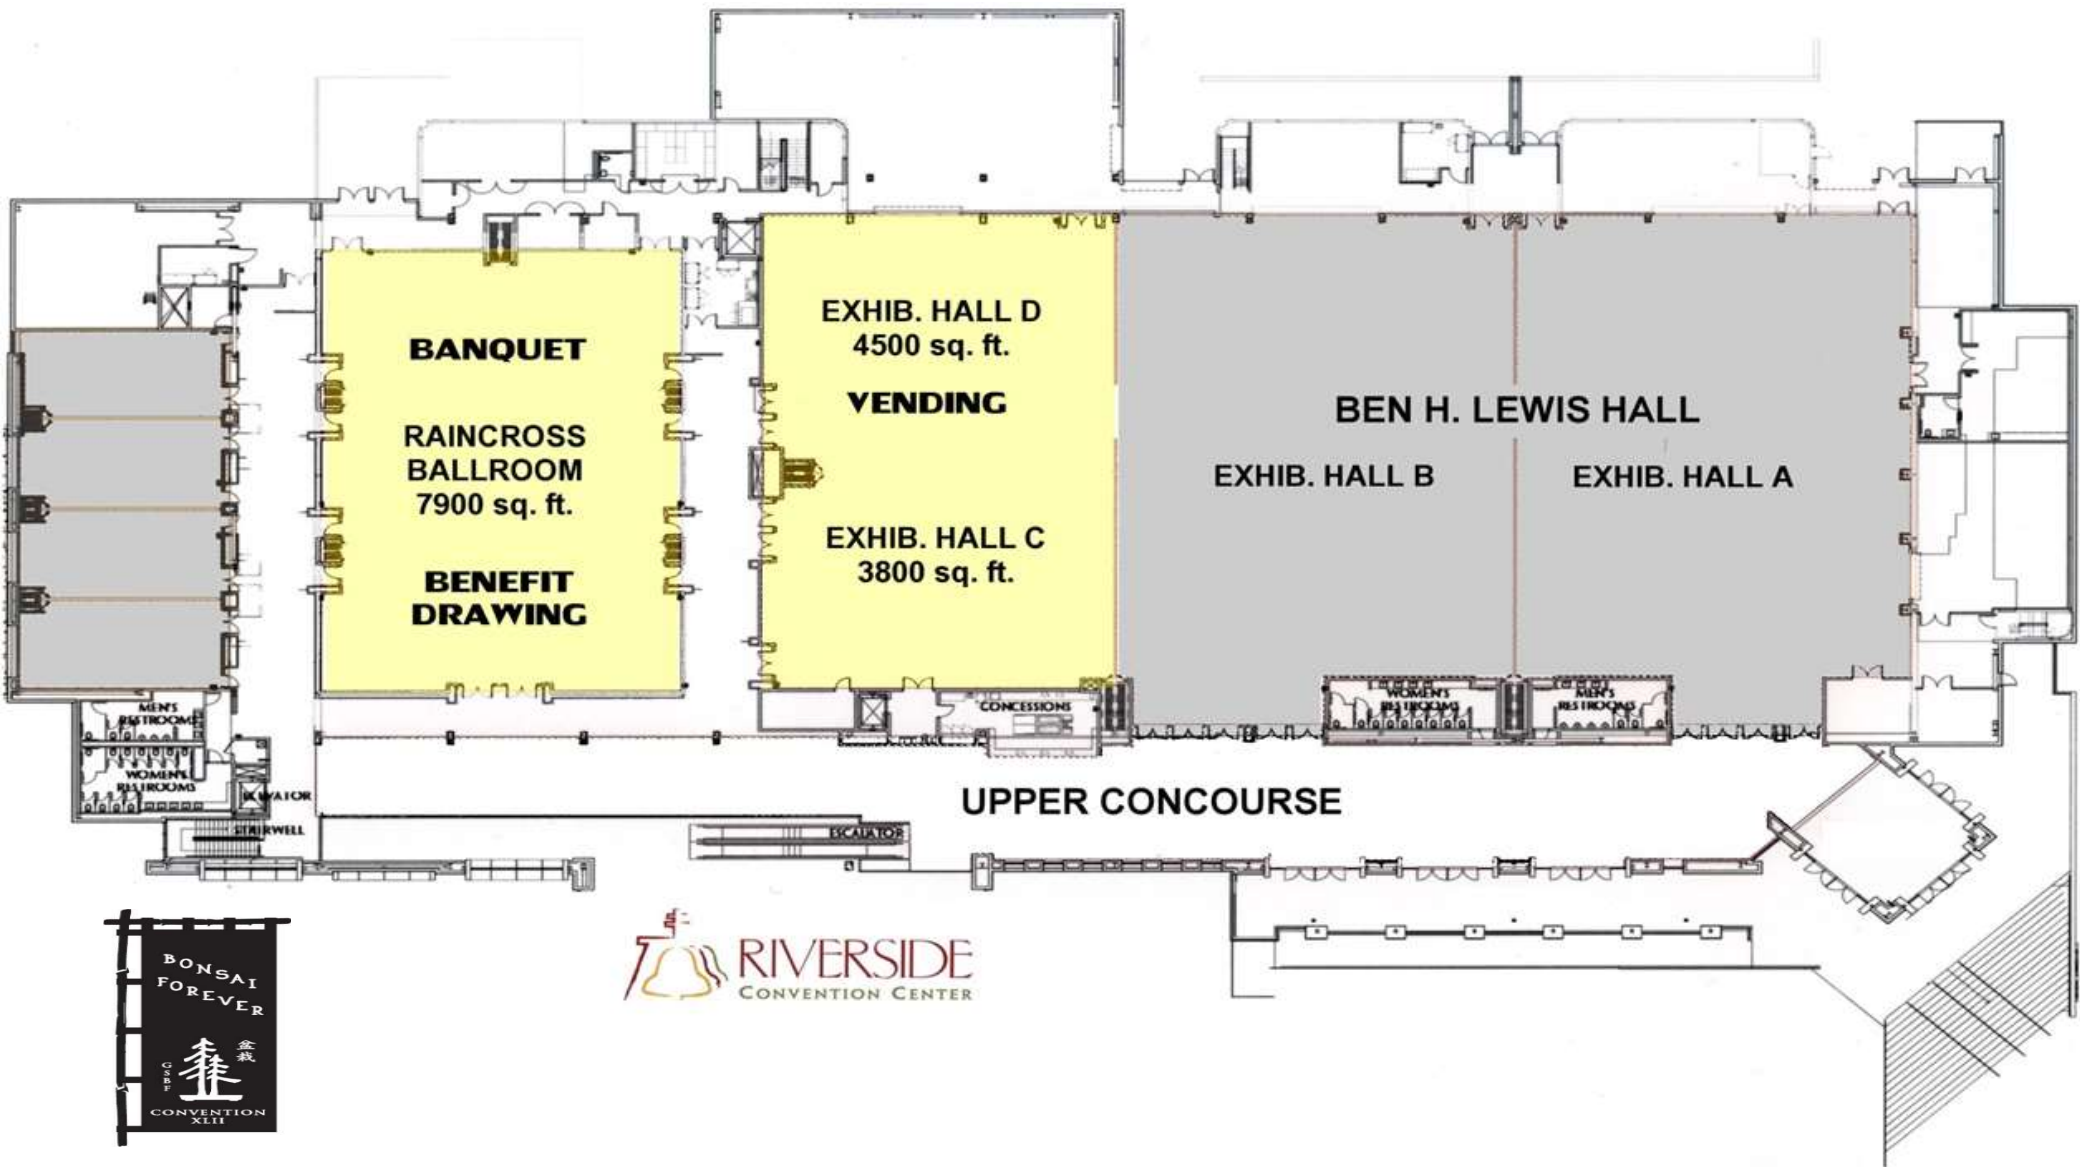 BANQUET
RAINCROSS
BALLROOM
7900 sq. ft.
BENEFIT
DRAWING
EXHIB. HALL D
4500 sq. ft.
VENDING
EXHIB. HALL C
3800 sq. ft.
BEN H. LEWIS HALL
EXHIB. HALL B
EXHIB. HALL A
MEN'S
RESTROOMS
WOMEN'S
RESTROOMS
ELEVATOR
STAIRWELL
CONCESSIONS
WOMEN'S
RESTROOMS
MEN'S
RESTROOMS
UPPER CONCOURSE
ESCALATOR
RIVERSIDE
CONVENTION CENTER
BONSAI
FOREVER
盆
栽
GSBF
CONVENTION
XLII